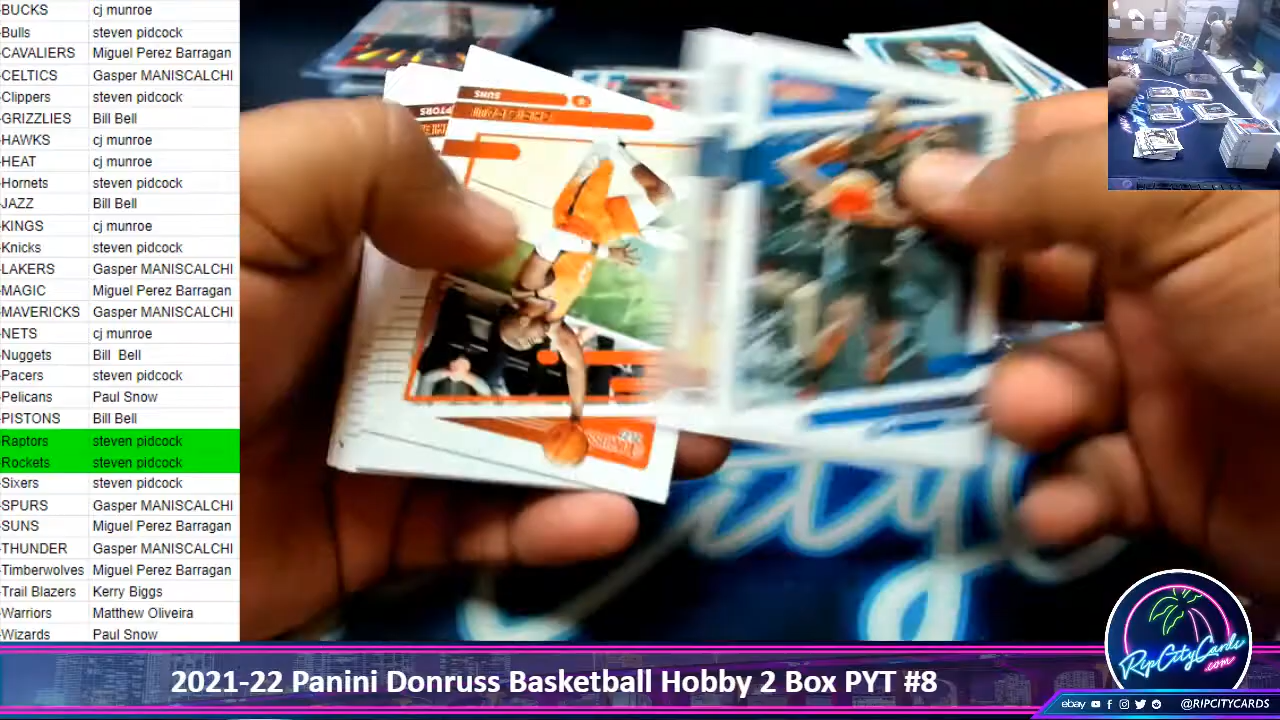 -BUCKS cj munroe
-Bulls steven pidcock
-CAVALIERS Miguel Perez Barragan
-CELTICS Gasper MANISCALCHI
-Clippers steven pidcock
-GRIZZLIES Bill Bell
-HAWKS cj munroe
-HEAT cj munroe
-Hornets steven pidcock
-JAZZ Bill Bell
-KINGS cj munroe
-Knicks steven pidcock
-LAKERS Gasper MANISCALCHI
-MAGIC Miguel Perez Barragan
-MAVERICKS Gasper MANISCALCHI
-NETS cj munroe
-Nuggets Bill Bell
-Pacers steven pidcock
-Pelicans Paul Snow
-PISTONS Bill Bell
-Raptors steven pidcock
-Rockets steven pidcock
-Sixers steven pidcock
-SPURS Gasper MANISCALCHI
-SUNS Miguel Perez Barragan
-THUNDER Gasper MANISCALCHI
-Timberwolves Miguel Perez Barragan
-Trail Blazers Kerry Biggs
-Warriors Matthew Oliveira
-Wizards Paul Snow
SUNS
2021-22 Panini Donruss Basketball Hobby 2 Box PYT #8
RipCityCards
.com
ebay @RIPCITYCARDS